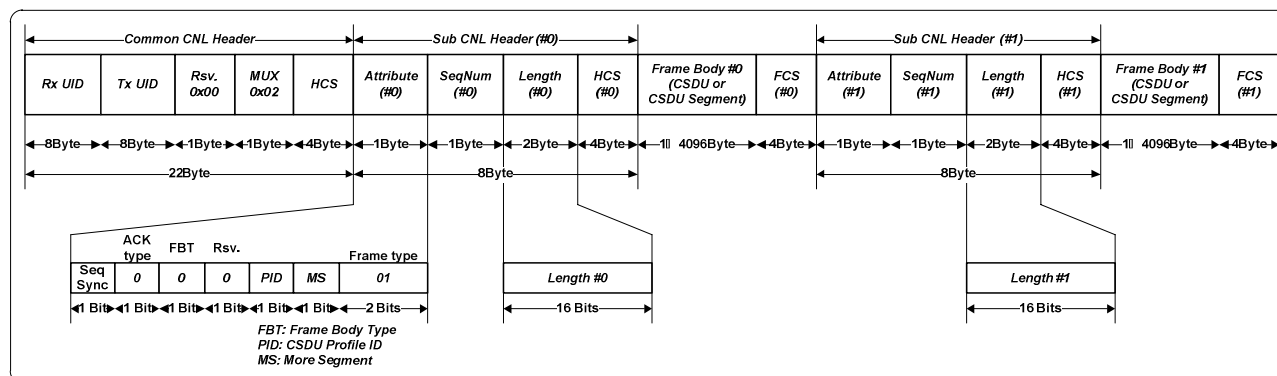 Common CNL Header
Sub CNL Header (#0)
Sub CNL Header (#1)
Rx UID
Tx UID
Rsv.
0x00
MUX
0x02
HCS
Attribute
(#0)
SeqNum
(#0)
Length
(#0)
HCS
(#0)
Frame Body #0
(CSDU or
CSDU Segment)
FCS
(#0)
Attribute
(#1)
SeqNum
(#1)
Length
(#1)
HCS
(#1)
Frame Body #1
(CSDU or
CSDU Segment)
FCS
(#1)
8Byte
8Byte
1Byte
1Byte
4Byte
1Byte
1Byte
2Byte
4Byte
1▯ 4096Byte
4Byte
1Byte
1Byte
2Byte
4Byte
1▯ 4096Byte
4Byte
22Byte
8Byte
8Byte
ACK
type
FBT
Rsv.
Frame type
Seq
Sync
0
0
0
PID
MS
01
Length #0
Length #1
1 Bit
1 Bit
1 Bit
1 Bit
1 Bit
1 Bit
2 Bits
16 Bits
16 Bits
FBT: Frame Body Type
PID: CSDU Profile ID
MS: More Segment